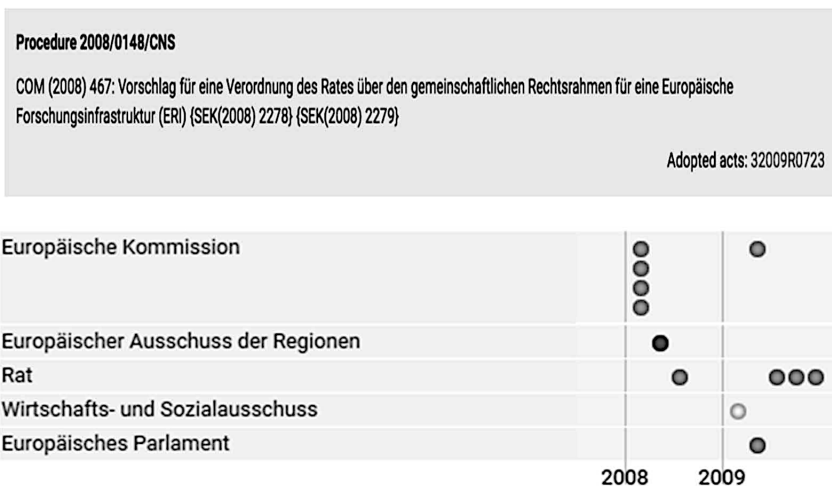 Procedure 2008/0148/CNS
COM (2008) 467: Vorschlag für eine Verordnung des Rates über den gemeinschaftlichen Rechtsrahmen für eine Europäische
Forschungsinfrastruktur (ERI) {SEK(2008) 2278} {SEK(2008) 2279}
Adopted acts: 32009R0723
Europäische Kommission
Europäischer Ausschuss der Regionen
Rat
Wirtschafts- und Sozialausschuss
Europäisches Parlament
2008 2009